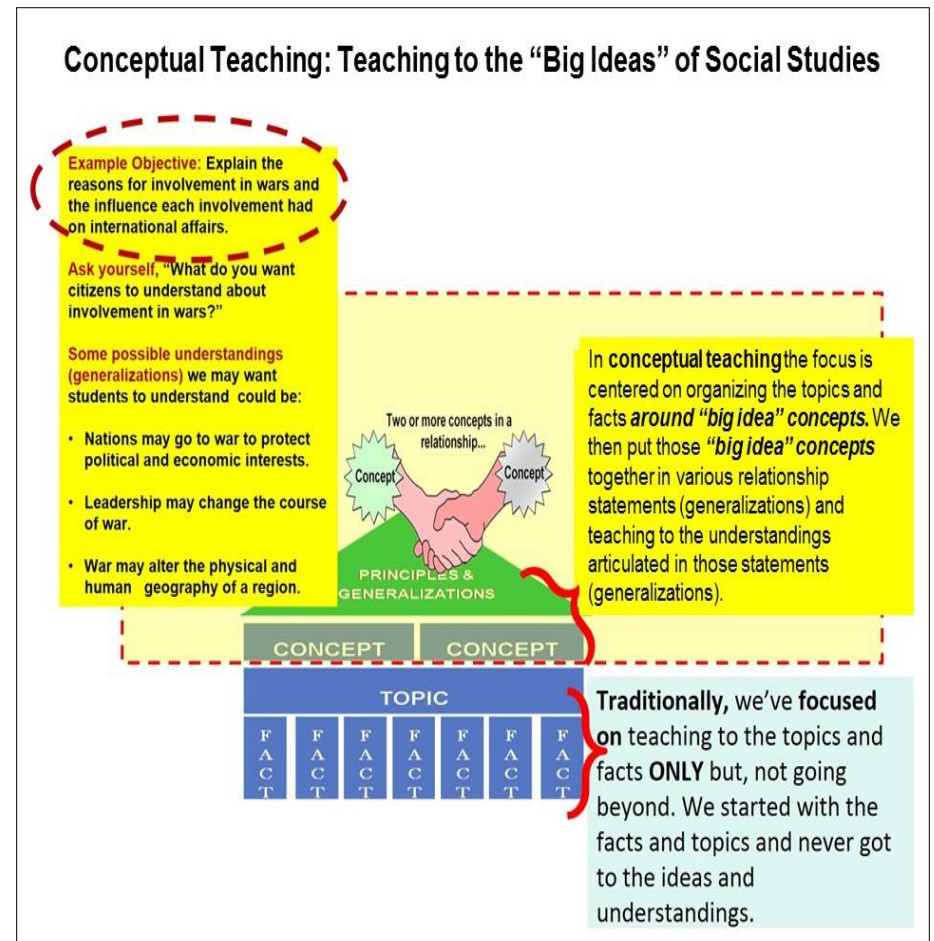 Conceptual Teaching: Teaching to the “Big Ideas” of Social Studies
Example Objective: Explain the
reasons for involvement in wars and
the influence each involvement had
on international affairs.
Ask yourself, “What do you want
citizens to understand about
involvement in wars?”
Some possible understandings
(generalizations) we may want
students to understand could be:
• Nations may go to war to protect
political and economic interests.
• Leadership may change the course
of war.
• War may alter the physical and
human geography of a region.
Two or more concepts in a
relationship...
Concept
Concept
PRINCIPLES &
GENERALIZATIONS
CONCEPT CONCEPT
TOPIC
FACT FACT FACT FACT FACT FACT FACT
In conceptual teaching the focus is
centered on organizing the topics and
facts around “big idea” concepts. We
then put those “big idea” concepts
together in various relationship
statements (generalizations) and
teaching to the understandings
articulated in those statements
(generalizations).
Traditionally, we’ve focused
on teaching to the topics and
facts ONLY but, not going
beyond. We started with the
facts and topics and never got
to the ideas and
understandings.